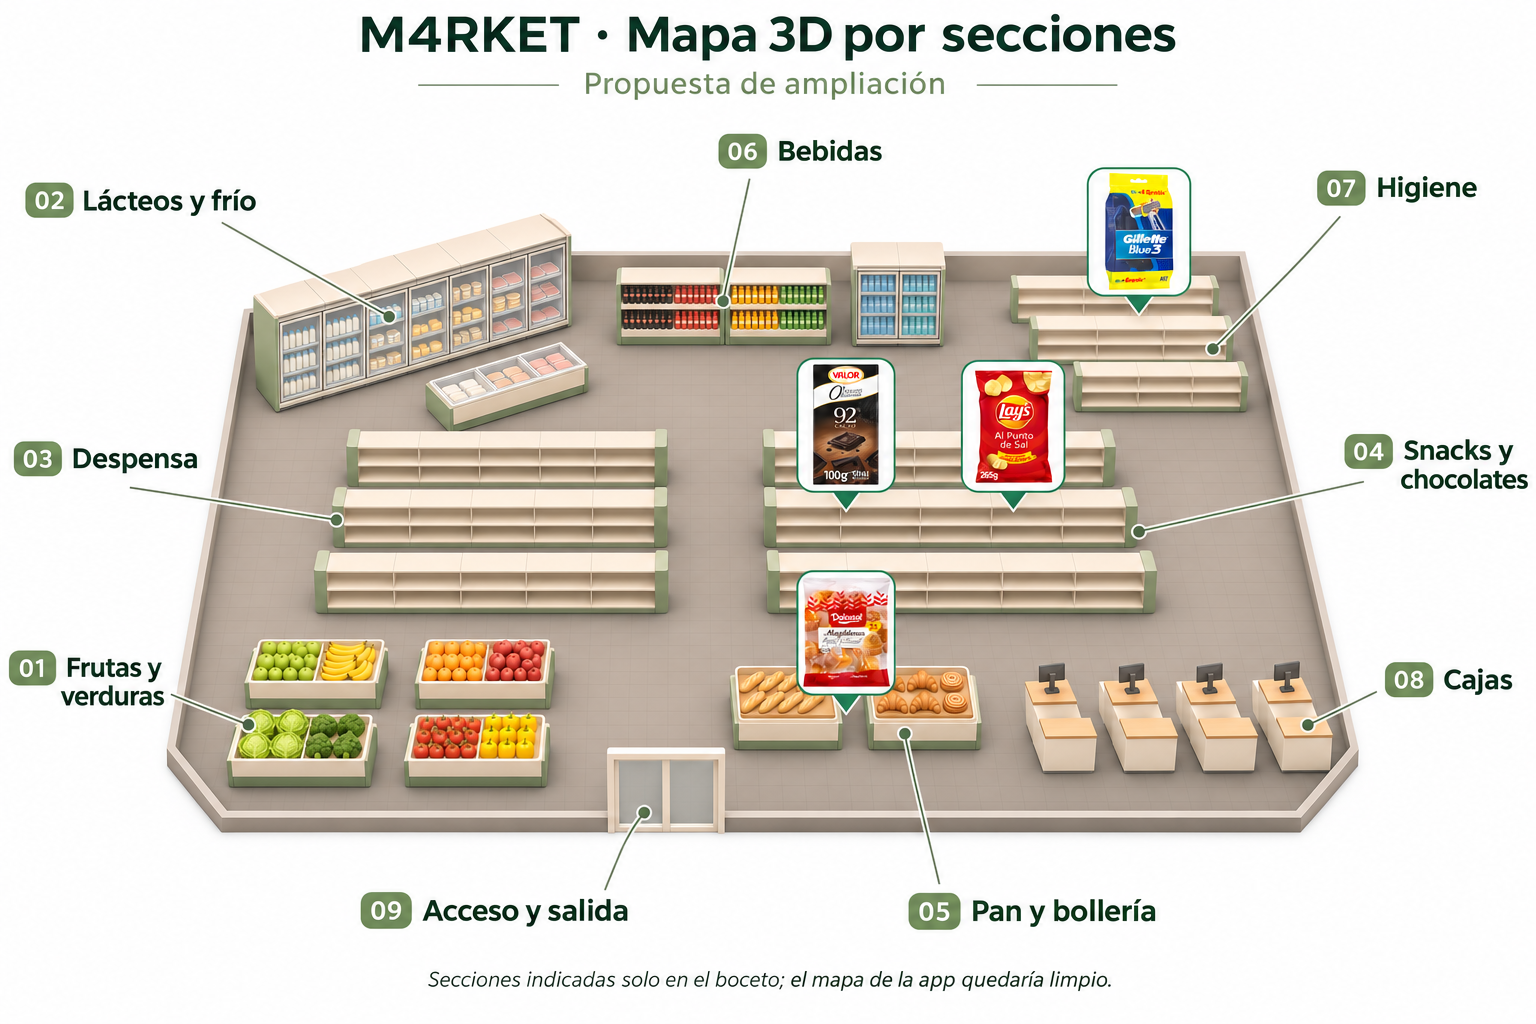 M4RKET · Mapa 3D por secciones
Propuesta de ampliación
06 Bebidas
02 Lácteos y frío
07 Higiene
Gillette
Blue3
VALOR
92
100g
Lay's
Al Punto
de Sal
265g
03 Despensa
04 Snacks y
chocolates
Dulcesol
Magdalenas
01 Frutas y
verduras
08 Cajas
09 Acceso y salida
05 Pan y bollería
Secciones indicadas solo en el boceto; el mapa de la app quedaría limpio.